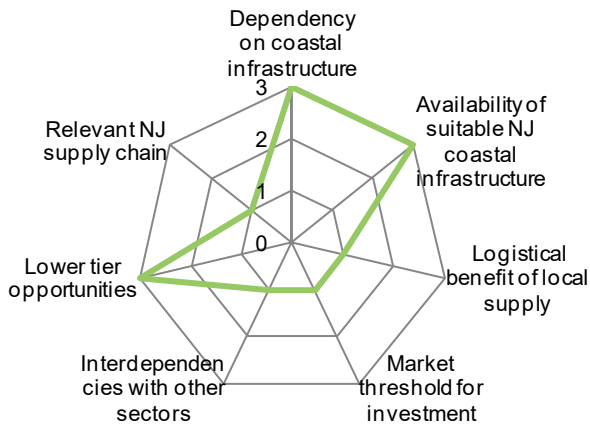 Dependency
on coastal
infrastructure
3
Availability of
suitable NJ
coastal
infrastructure
Relevant NJ
supply chain
2
1
0
Logistical
benefit of local
supply
Lower tier
opportunities
Interdependen
cies with other
sectors
Market
threshold for
investment